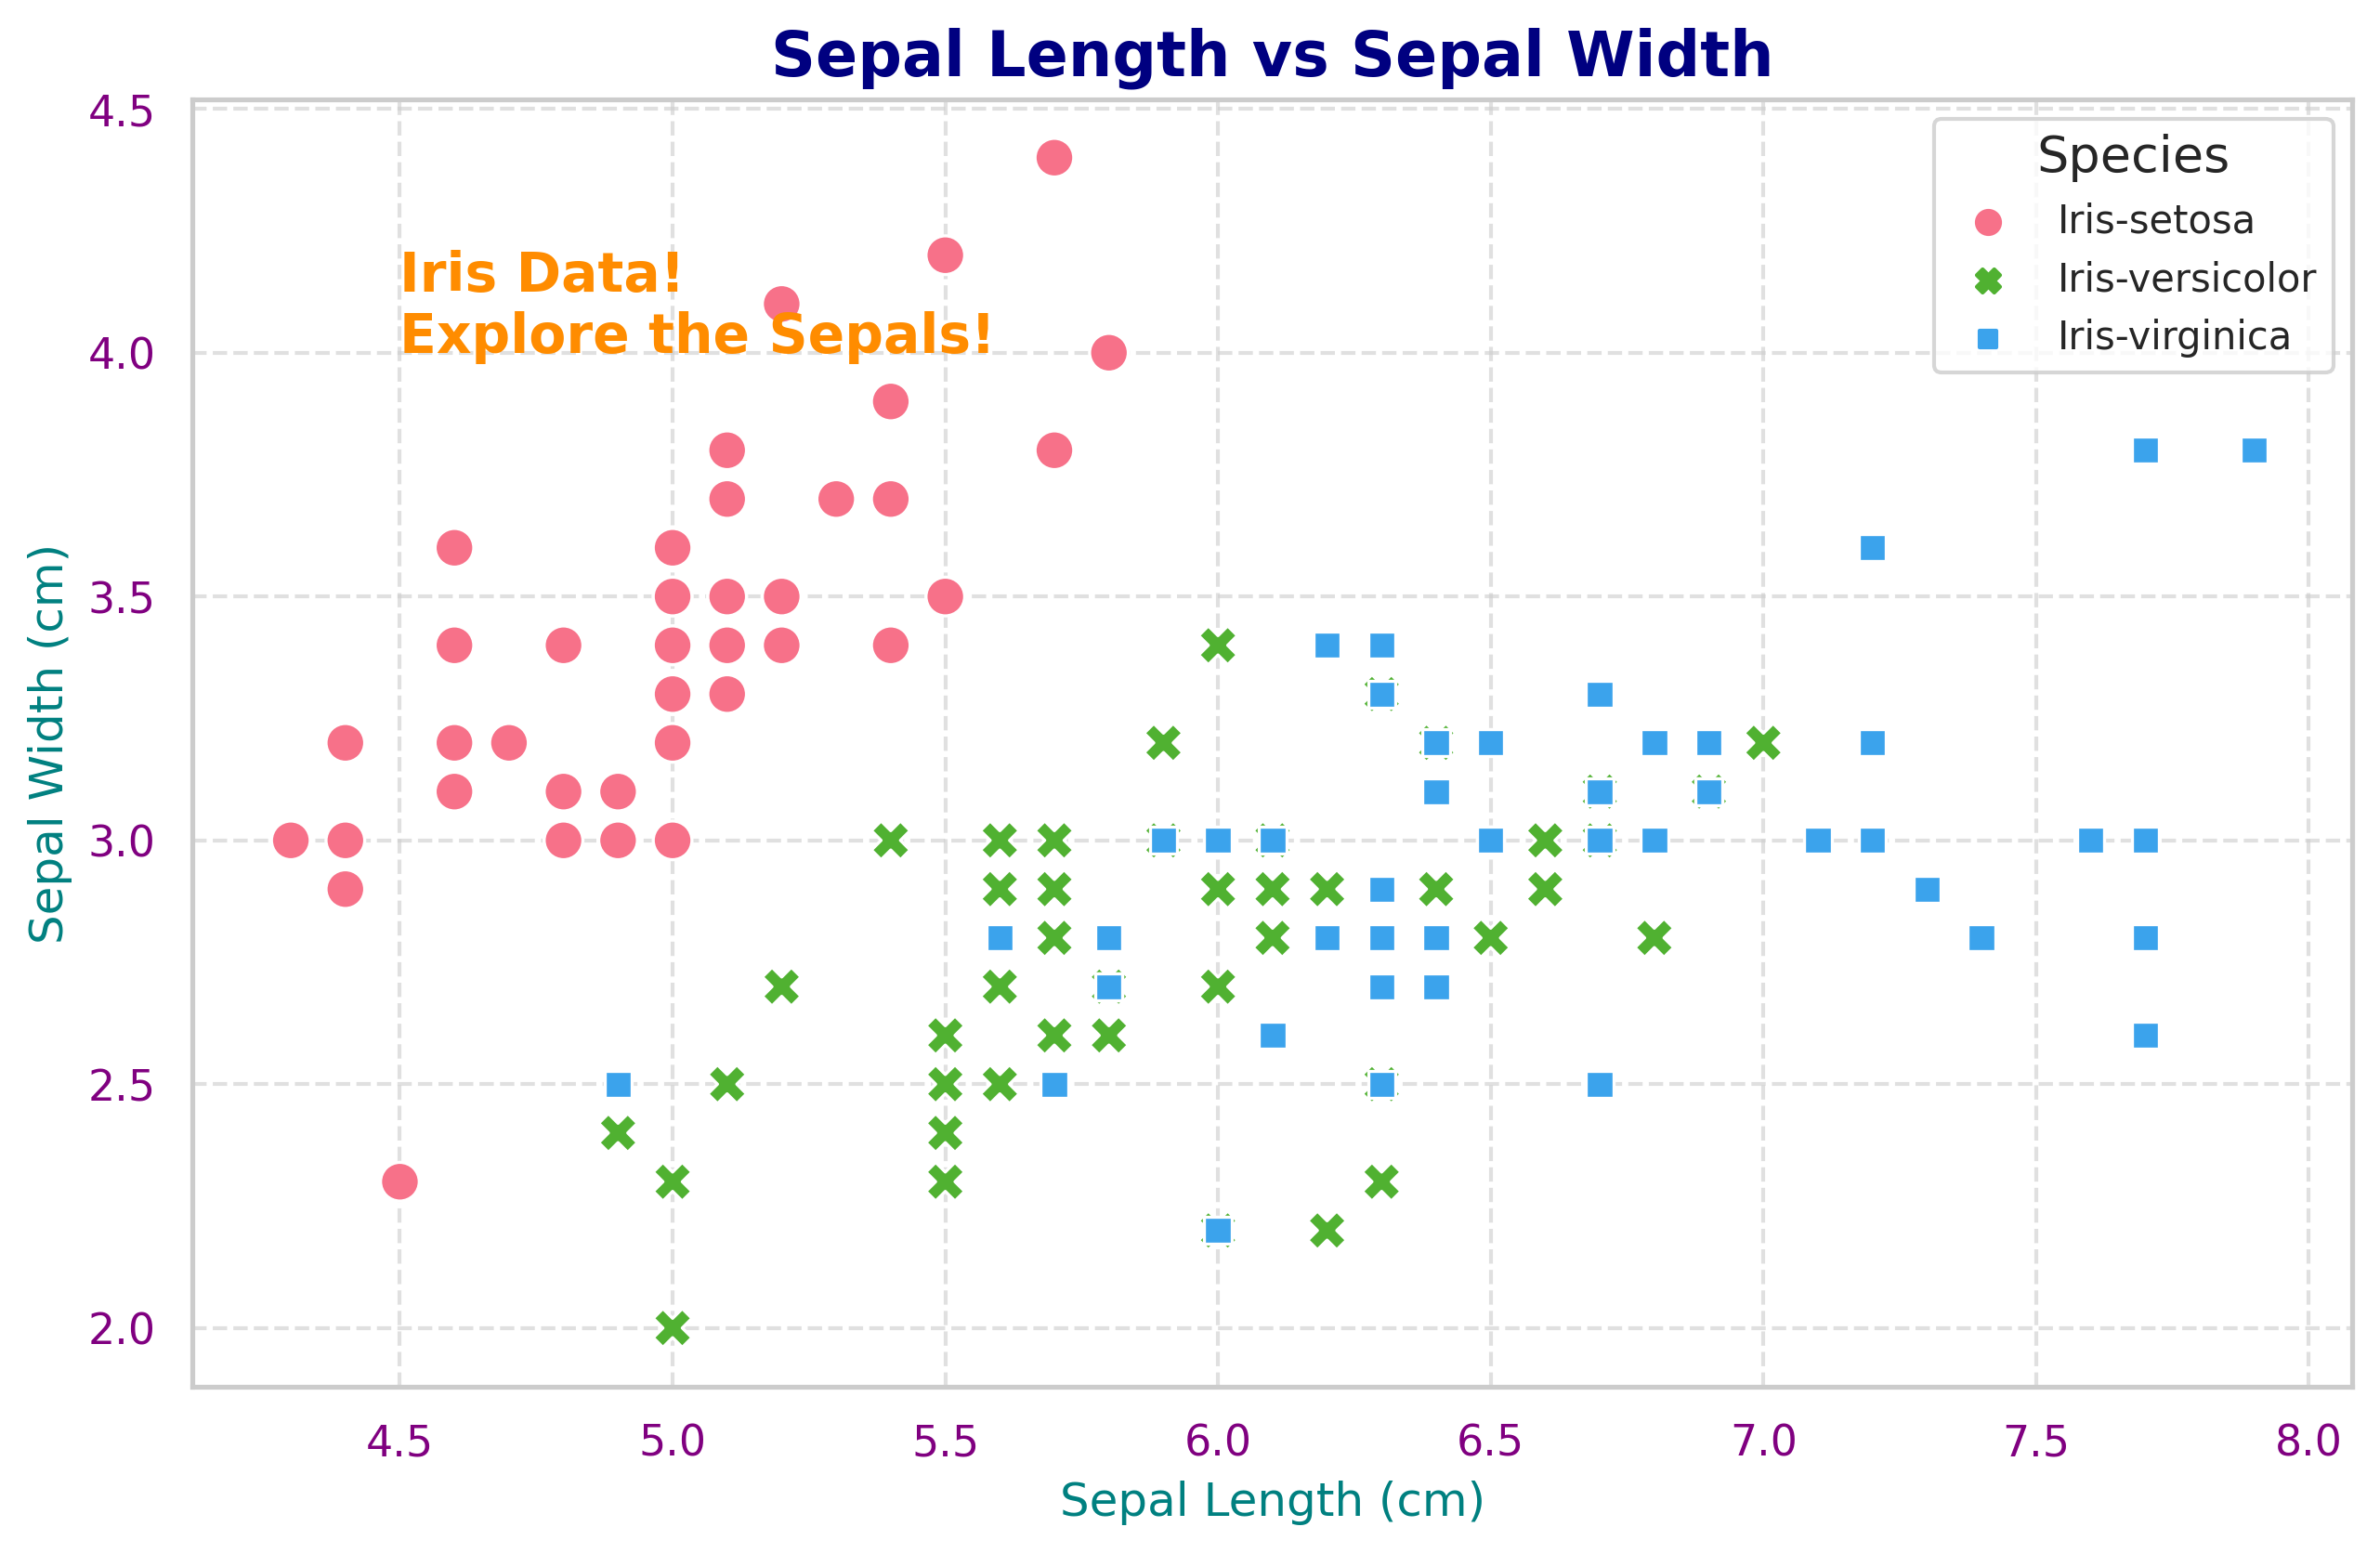 Sepal Length vs Sepal Width
4.5
4.0
3.5
3.0
2.5
2.0
Sepal Width (cm)
Iris Data!
Explore the Sepals!
Species
Iris-setosa
Iris-versicolor
Iris-virginica
4.5 5.0 5.5 6.0 6.5 7.0 7.5 8.0
Sepal Length (cm)